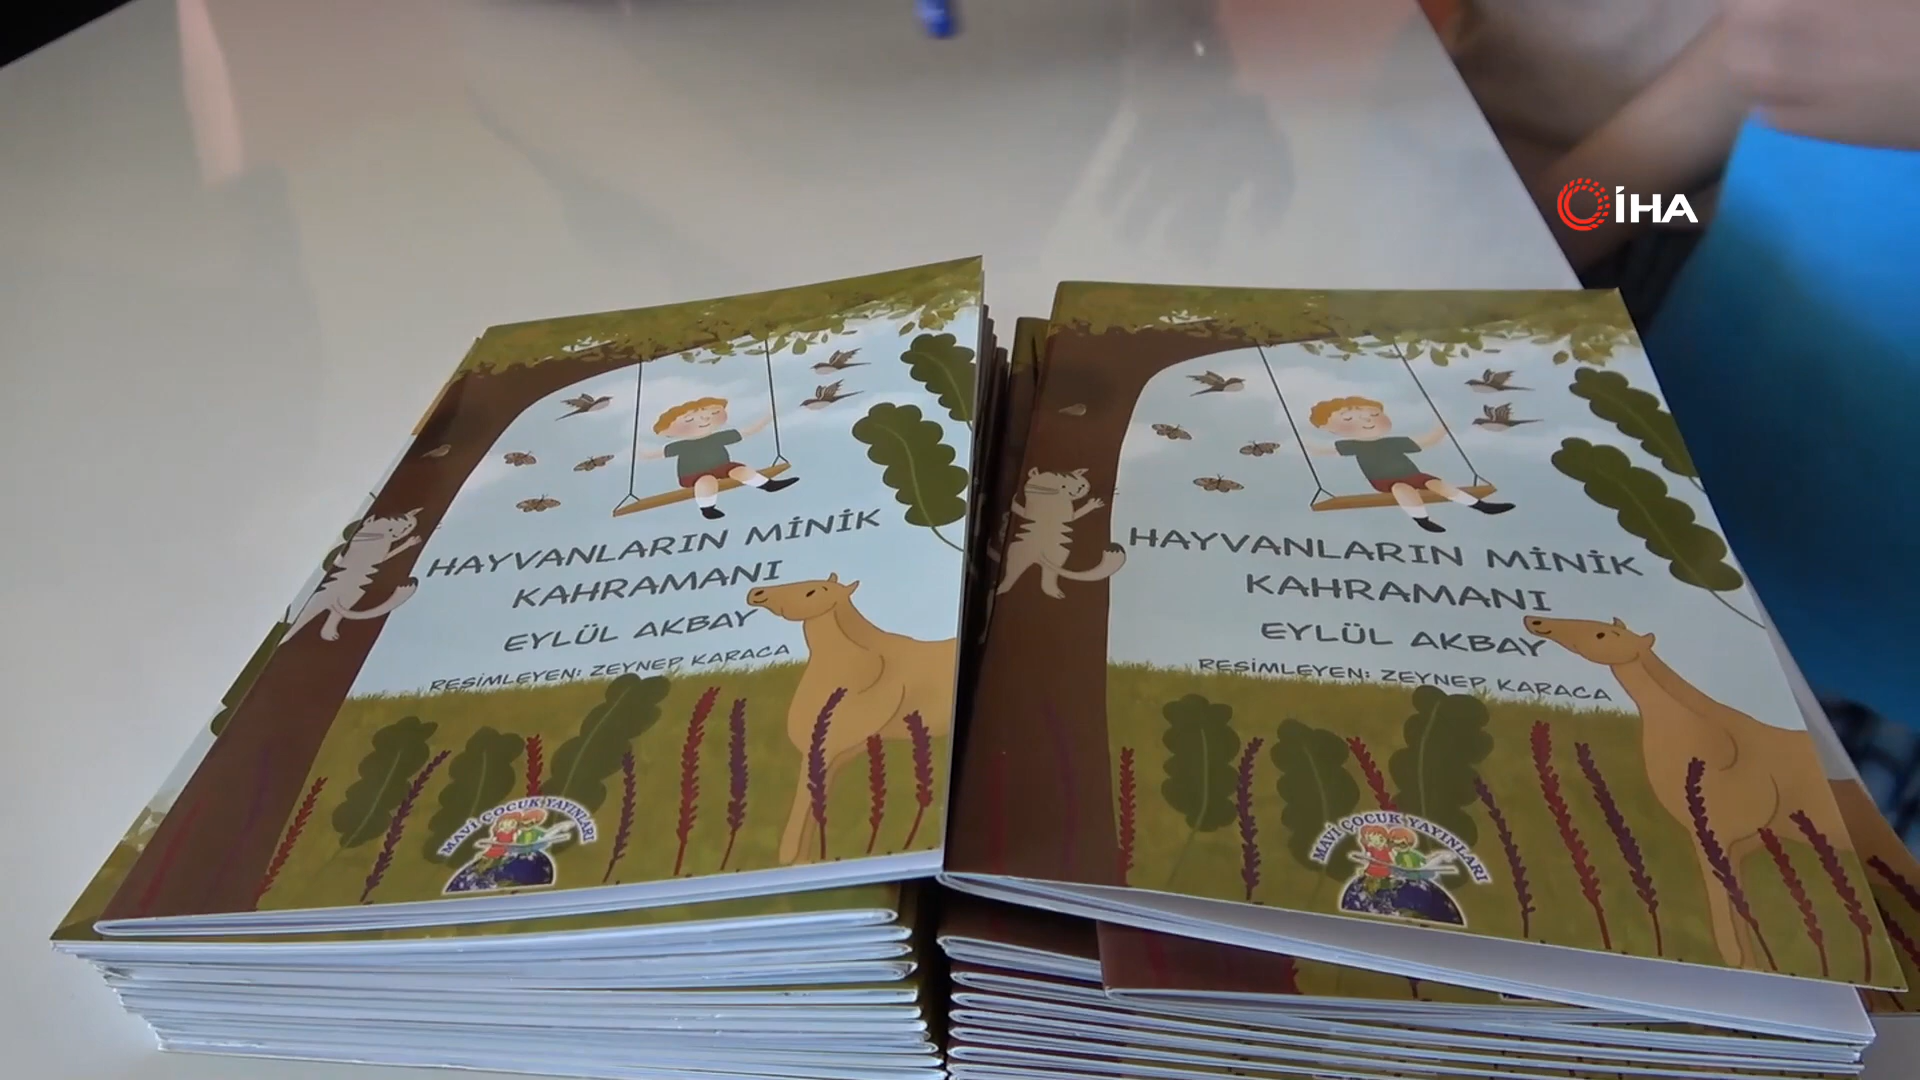 İHA
HAYVANLARIN MİNİK
KAHRAMANI
EYLÜL AKBAY
RESİMLEYEN: ZEYNEP KARACA
MAVİ ÇOCUK YAYINLARI
HAYVANLARIN MİNİK
KAHRAMANI
EYLÜL AKBAY
RESİMLEYEN: ZEYNEP KARACA
MAVİ ÇOCUK YAYINLARI